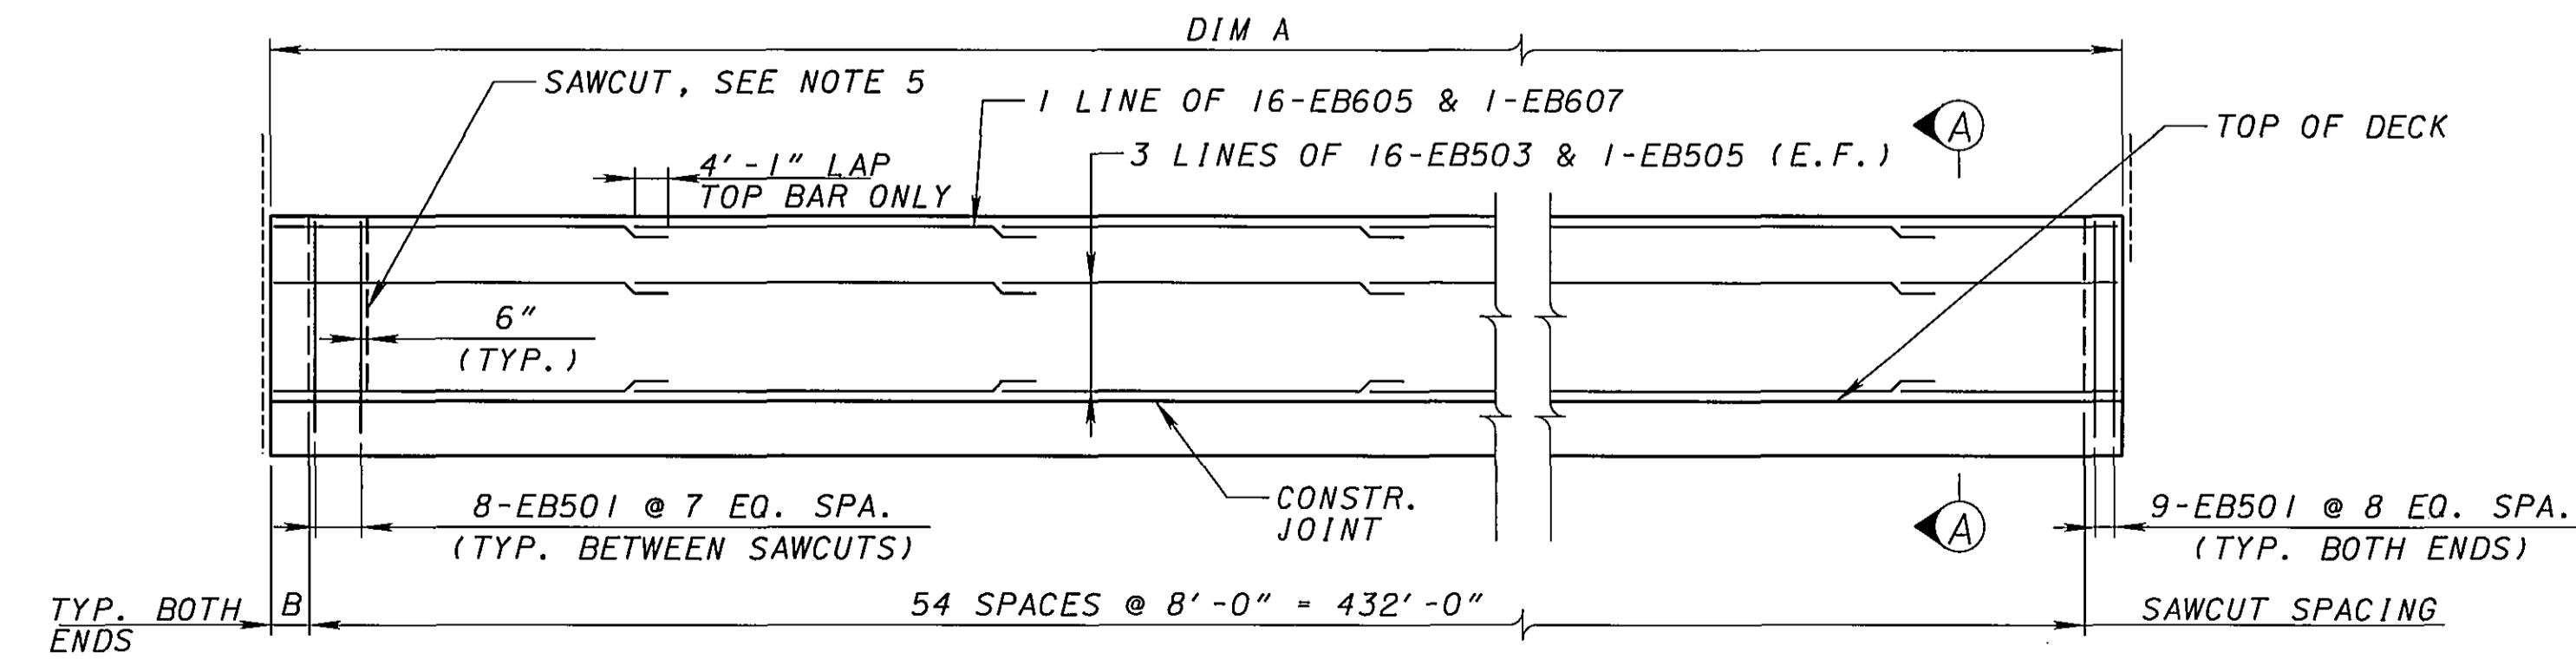 DIM A
SAWCUT, SEE NOTE 5
1 LINE OF 16-EB605 & 1-EB607
A
TOP OF DECK
4'-1" LAP
TOP BAR ONLY
3 LINES OF 16-EB503 & 1-EB505 (E.F.)
6"
(TYP.)
8-EB501 @ 7 EQ. SPA.
(TYP. BETWEEN SAWCUTS)
CONSTR.
JOINT
A
9-EB501 @ 8 EQ. SPA.
(TYP. BOTH ENDS)
TYP. BOTH
ENDS
B
54 SPACES @ 8'-0" = 432'-0"
SAWCUT SPACING